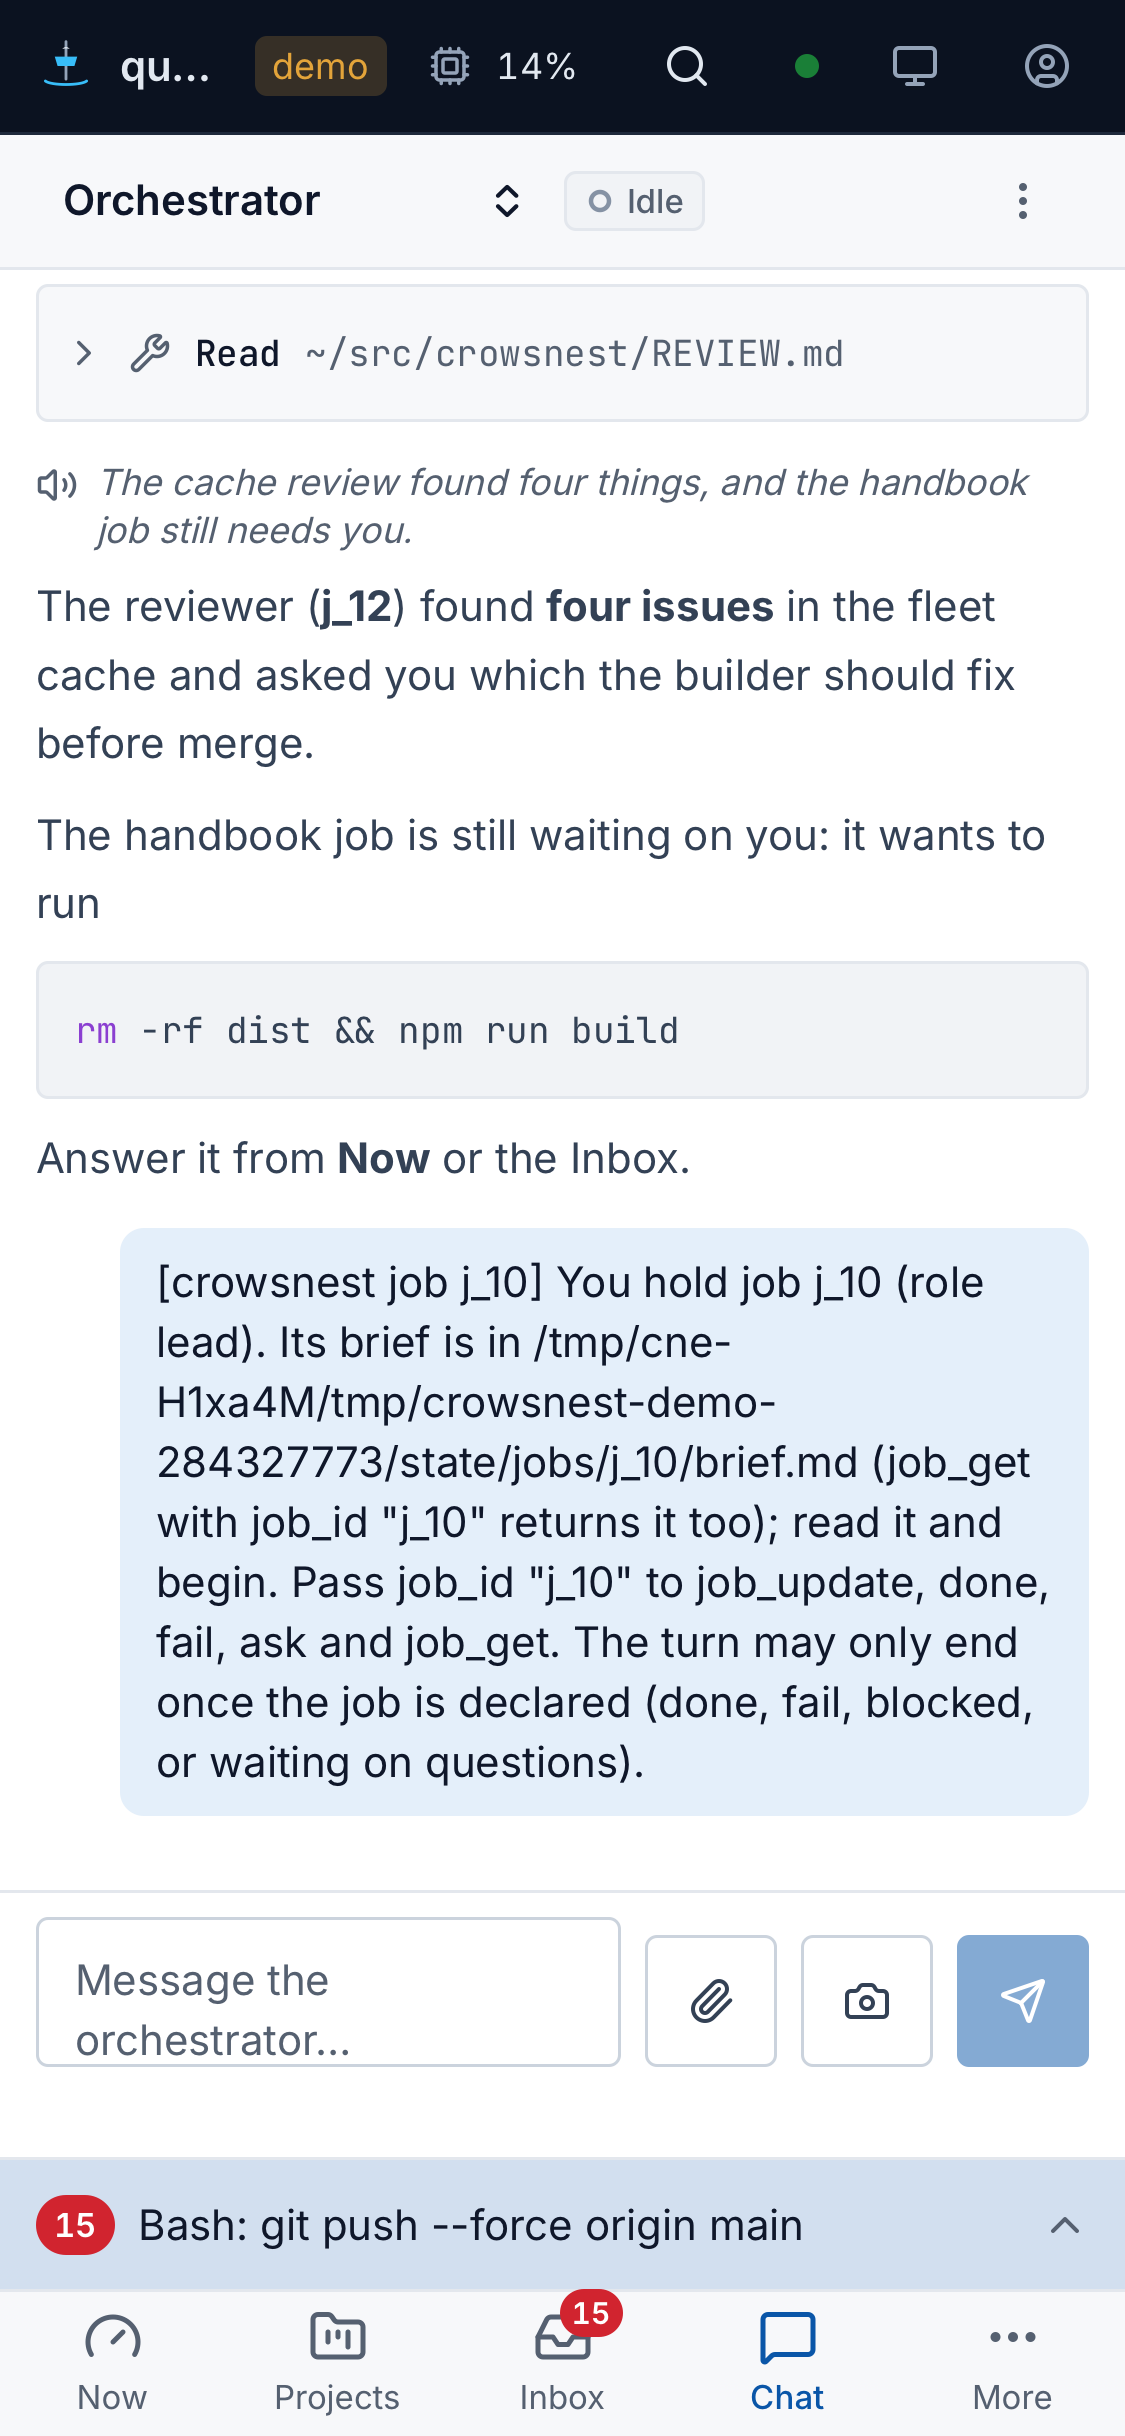 qu...
demo
14%
Orchestrator
Idle
Read ~/src/crowsnest/REVIEW.md
The cache review found four things, and the handbook
job still needs you.
The reviewer (j_12) found four issues in the fleet
cache and asked you which the builder should fix
before merge.
The handbook job is still waiting on you: it wants to
run
rm -rf dist && npm run build
Answer it from Now or the Inbox.
[crowsnest job j_10] You hold job j_10 (role
lead). Its brief is in /tmp/cne-
H1xa4M/tmp/crowsnest-demo-
284327773/state/jobs/j_10/brief.md (job_get
with job_id "j_10" returns it too); read it and
begin. Pass job_id "j_10" to job_update, done,
fail, ask and job_get. The turn may only end
once the job is declared (done, fail, blocked,
or waiting on questions).
Message the
orchestrator...
15 Bash: git push --force origin main
15
Now
Projects
Inbox
Chat
More